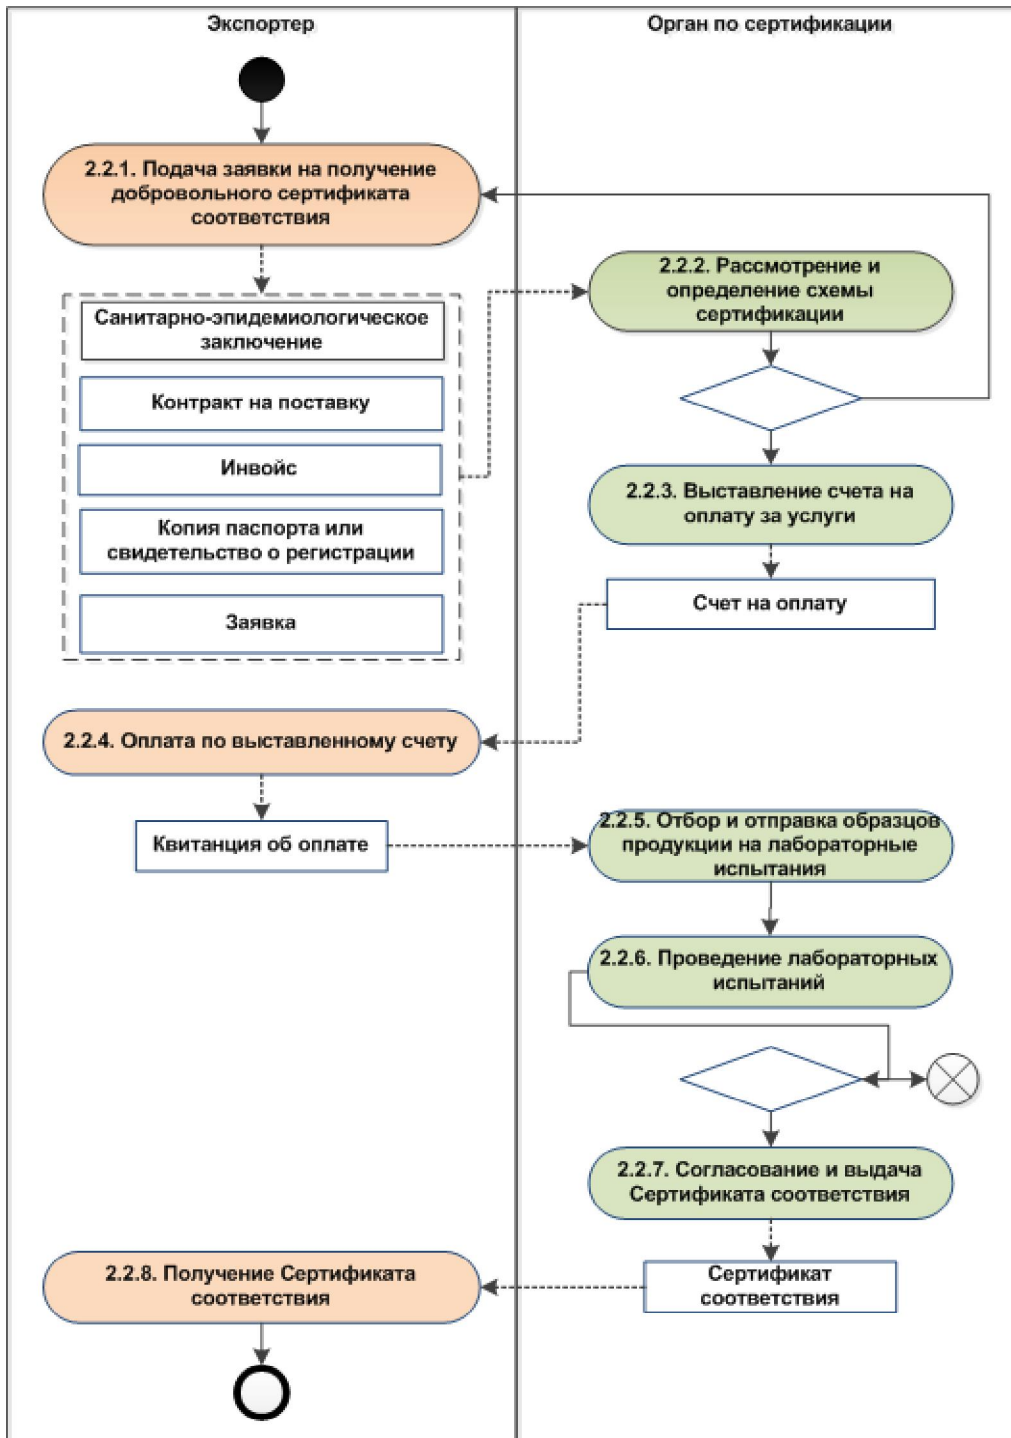 Экспортер
Орган по сертификации
2.2.1. Подача заявки на получение
добровольного сертификата
соответствия
2.2.2. Рассмотрение и
определение схемы
сертификации
Санитарно-эпидемиологическое
заключение
Контракт на поставку
Инвойс
Копия паспорта или
свидетельство о регистрации
Заявка
2.2.3. Выставление счета на
оплату за услуги
Счет на оплату
2.2.4. Оплата по выставленному счету
Квитанция об оплате
2.2.5. Отбор и отправка образцов
продукции на лабораторные
испытания
2.2.6. Проведение лабораторных
испытаний
2.2.7. Согласование и выдача
Сертификата соответствия
Сертификат
соответствия
2.2.8. Получение Сертификата
соответствия